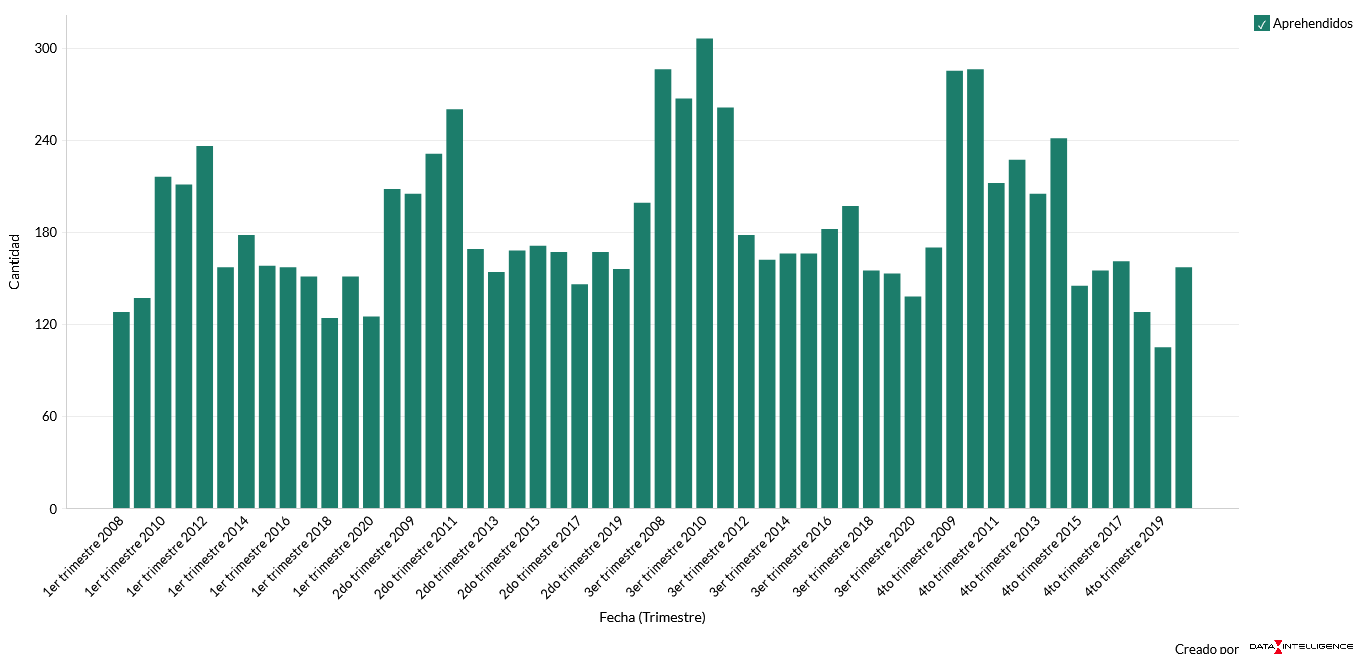 Aprehendidos
300
240
180
120
60
0
Cantidad
1er trimestre 2008
1er trimestre 2010
1er trimestre 2012
1er trimestre 2014
1er trimestre 2016
1er trimestre 2018
1er trimestre 2020
2do trimestre 2009
2do trimestre 2011
2do trimestre 2013
2do trimestre 2015
2do trimestre 2017
2do trimestre 2019
3er trimestre 2008
3er trimestre 2010
3er trimestre 2012
3er trimestre 2014
3er trimestre 2016
3er trimestre 2018
3er trimestre 2020
4to trimestre 2009
4to trimestre 2011
4to trimestre 2013
4to trimestre 2015
4to trimestre 2017
4to trimestre 2019
Fecha (Trimestre)
Creado por DATA INTELLIGENCE